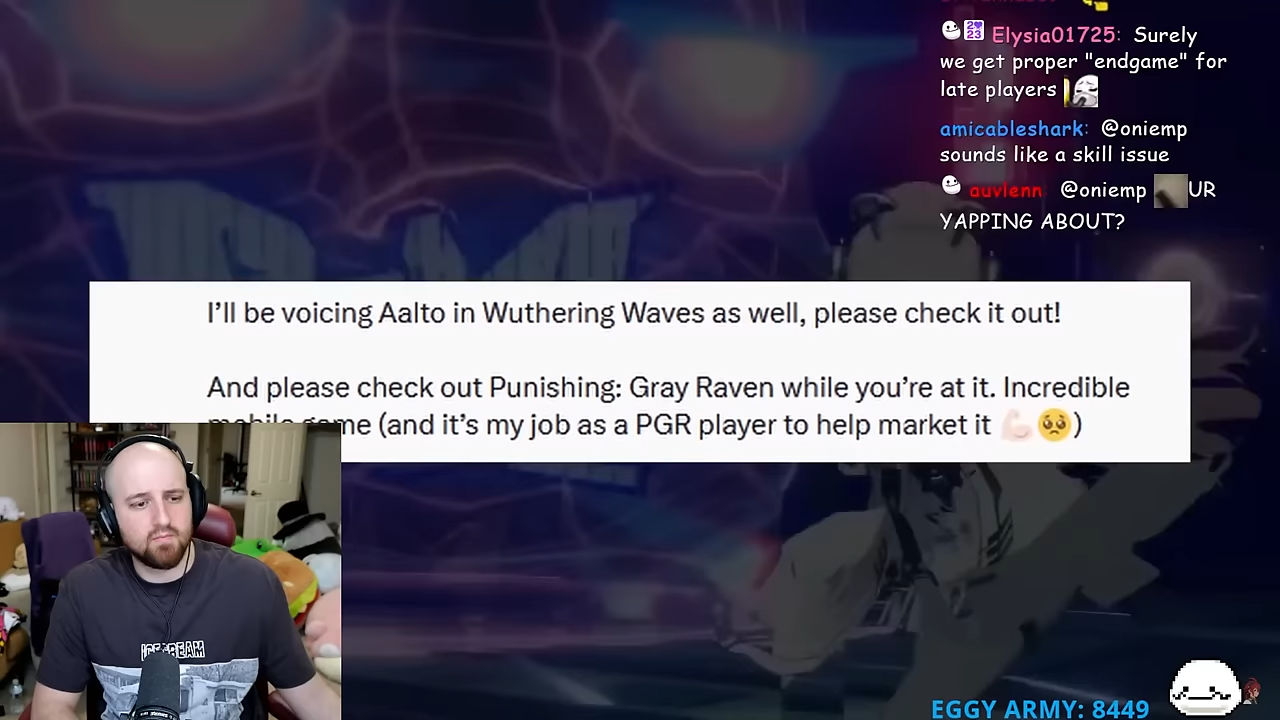 Elysia01725: Surely
we get proper "endgame" for
late players
amicableshark: @oniemp
sounds like a skill issue
auvlenn @oniemp UR
YAPPING ABOUT?
I'll be voicing Aalto in Wuthering Waves as well, please check it out!
And please check out Punishing: Gray Raven while you're at it. Incredible
mobile game (and it's my job as a PGR player to help market it 💪🏻🥺)
ICECREAM
EGGY ARMY: 8449